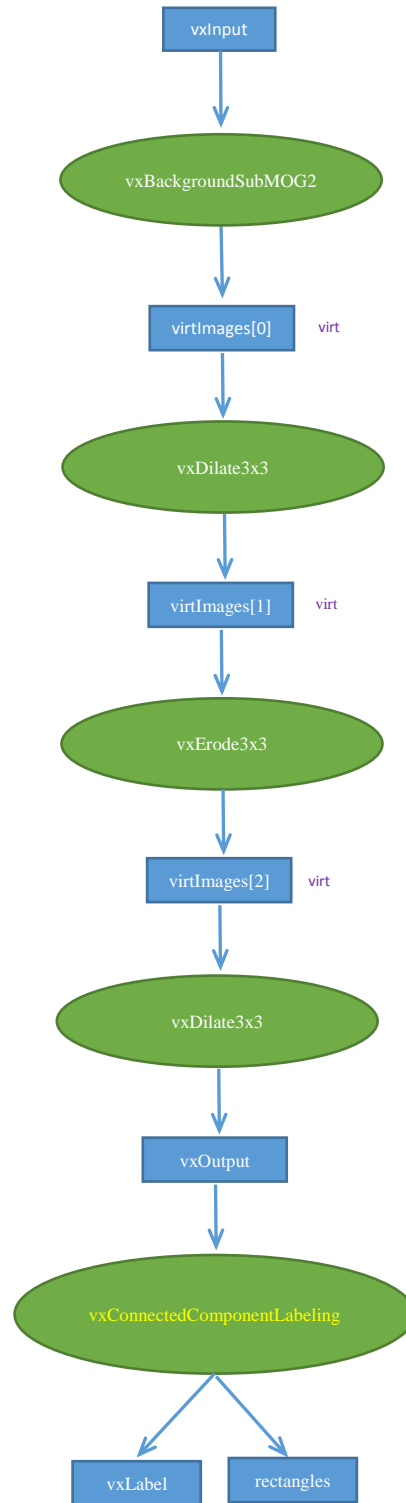 vxInput
vxBackgroundSubMOG2
virtImages[0] virt
vxDilate3x3
virtImages[1] virt
vxErode3x3
virtImages[2] virt
vxDilate3x3
vxOutput
vxConnectedComponentLabeling
vxLabel rectangles